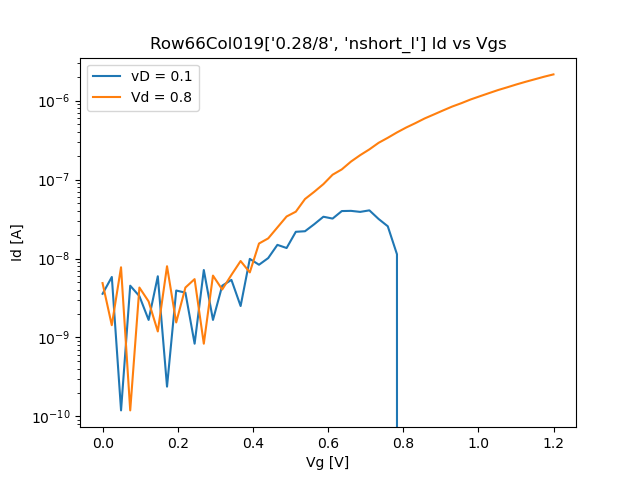 Row66Col019['0.28/8', 'nshort_l'] Id vs Vgs
vD = 0.1
Vd = 0.8
Id [A]
10⁻⁶
10⁻⁷
10⁻⁸
10⁻⁹
10⁻¹⁰
0.0 0.2 0.4 0.6 0.8 1.0 1.2
Vg [V]